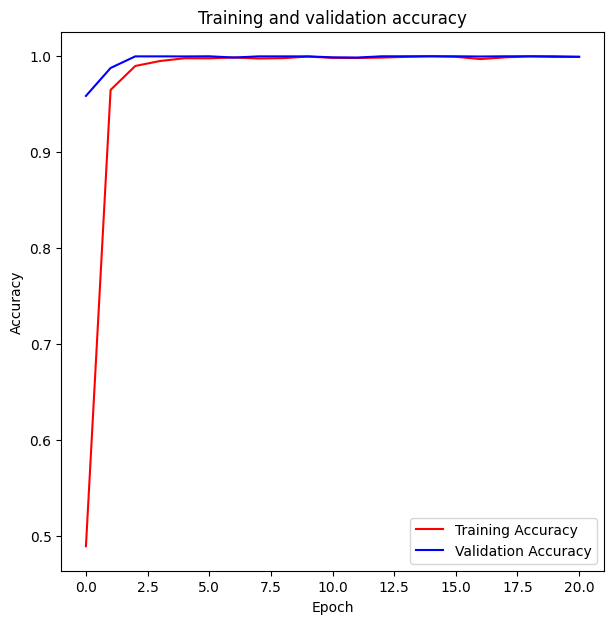 Training and validation accuracy
1.0
0.9
0.8
0.7
0.6
0.5
Accuracy
Training Accuracy
Validation Accuracy
0.0 2.5 5.0 7.5 10.0 12.5 15.0 17.5 20.0
Epoch